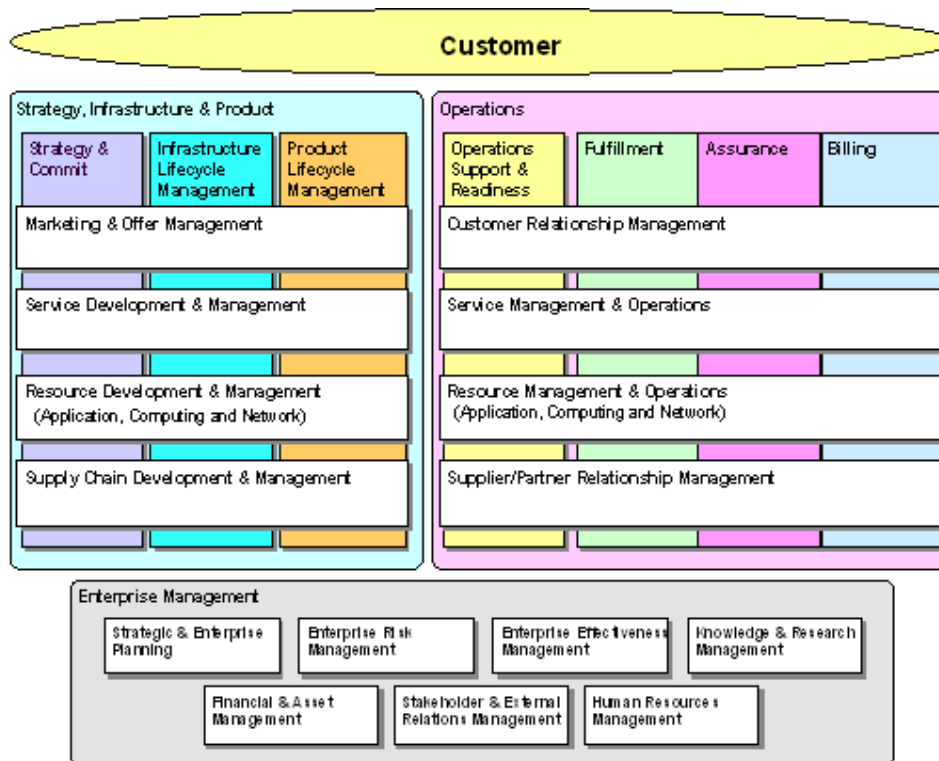 Customer
Strategy, Infrastructure & Product
Strategy &
Commit
Infrastructure
Lifecycle
Management
Product
Lifecycle
Management
Marketing & Offer Management
Service Development & Management
Resource Development & Management
(Application, Computing and Network)
Supply Chain Development & Management
Operations
Operations
Support &
Readiness
Fulfillment
Assurance
Billing
Customer Relationship Management
Service Management & Operations
Resource Management & Operations
(Application, Computing and Network)
Supplier/Partner Relationship Management
Enterprise Management
Strategic & Enterprise
Planning
Enterprise Risk
Management
Enterprise Effectiveness
Management
Knowledge & Research
Management
Financial & Asset
Management
Stakeholder & External
Relations Management
Human Resources
Management